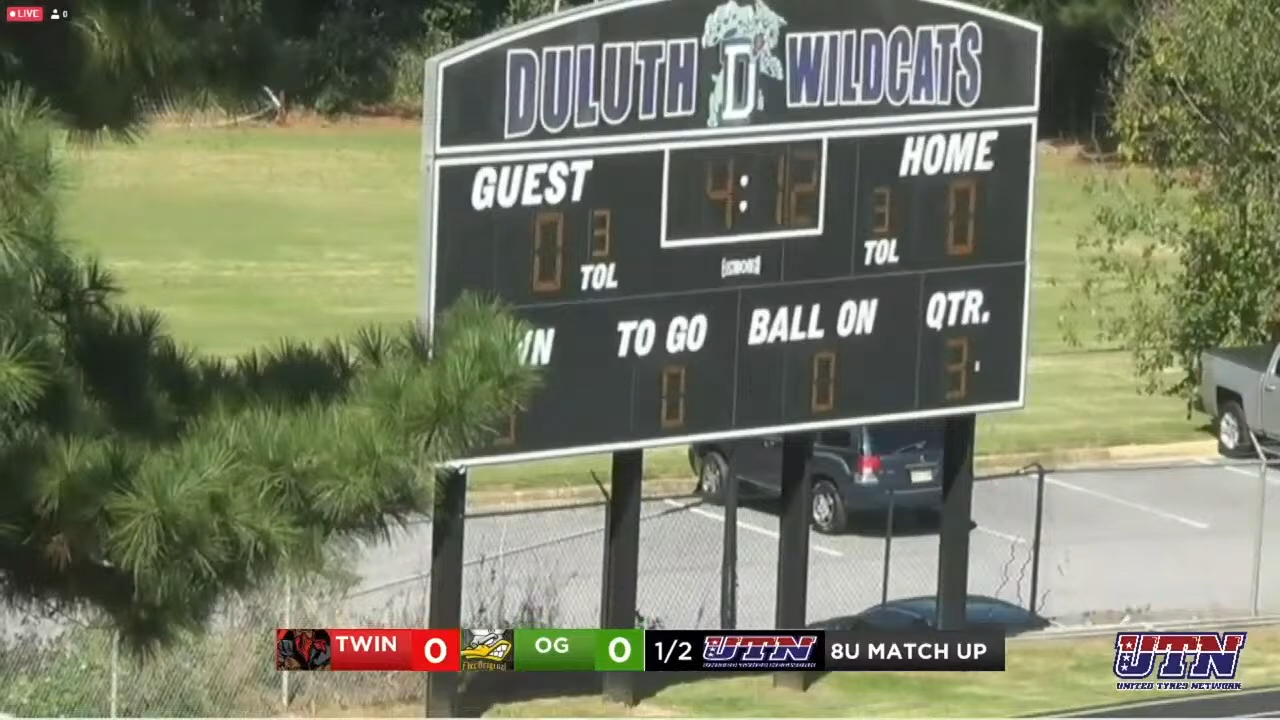 LIVE 0
DULUTH D WILDCATS
GUEST 4:12 HOME
0 3 3 0
TOL TOL
TO GO BALL ON QTR.
0 0 3
TWIN 0 OG 0 1/2 UTN 8U MATCH UP
UTN
UNITED TYKES NETWORK